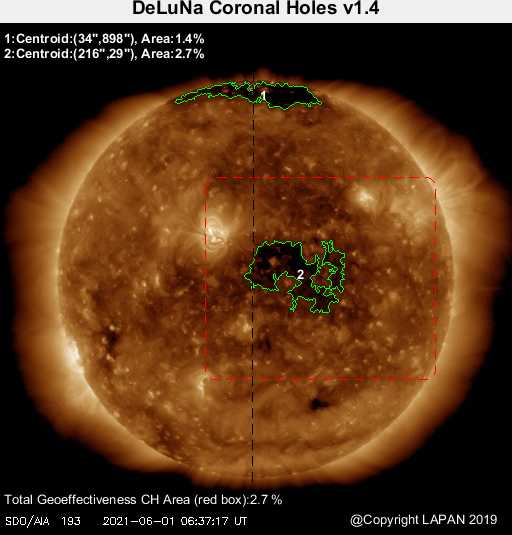 DeLuNa Coronal Holes v1.4
1:Centroid:(34",898"), Area:1.4%
2:Centroid:(216",29"), Area:2.7%
1
2
Total Geoeffectiveness CH Area (red box):2.7 %
SDO/AIA 193 2021-06-01 06:37:17 UT
@Copyright LAPAN 2019